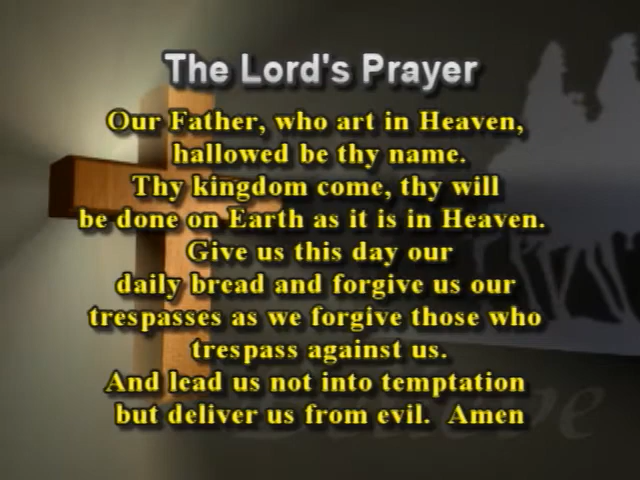 The Lord's Prayer
Our Father, who art in Heaven,
hallowed be thy name.
Thy kingdom come, thy will
be done on Earth as it is in Heaven.
Give us this day our
daily bread and forgive us our
trespasses as we forgive those who
trespass against us.
And lead us not into temptation
but deliver us from evil.  Amen